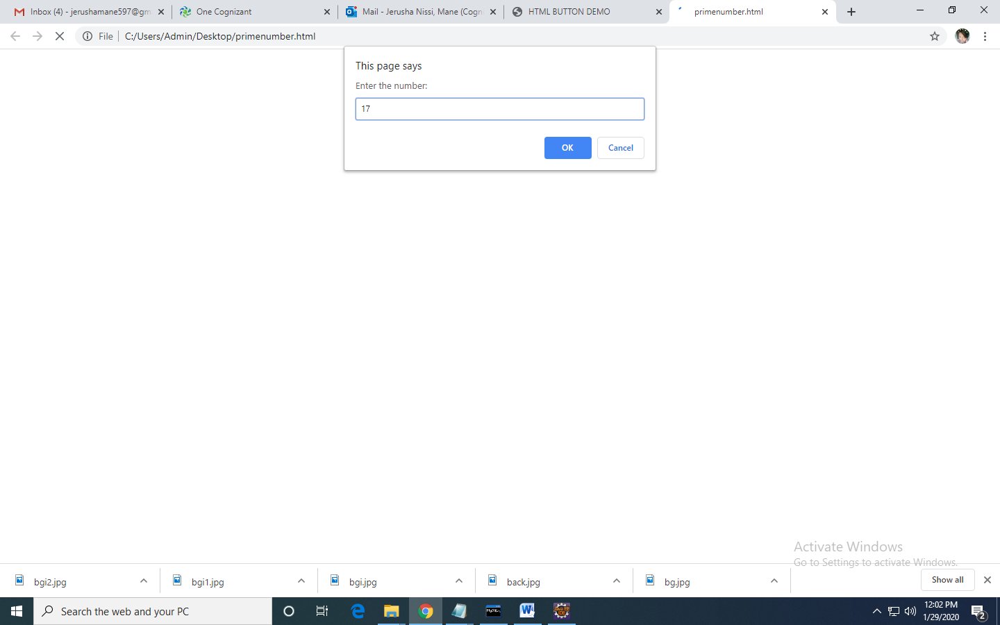 Inbox (4) - jerushamane597@gm
One Cognizant
Mail - Jerusha Nissi, Mane (Cogn
HTML BUTTON DEMO
primenumber.html
File
C:/Users/Admin/Desktop/primenumber.html
This page says
Enter the number:
17
OK
Cancel
Activate Windows
Go to Settings to activate Windows.
bgi2.jpg
bgi1.jpg
bgi.jpg
back.jpg
bg.jpg
Show all
Search the web and your PC
12:02 PM
1/29/2020
2